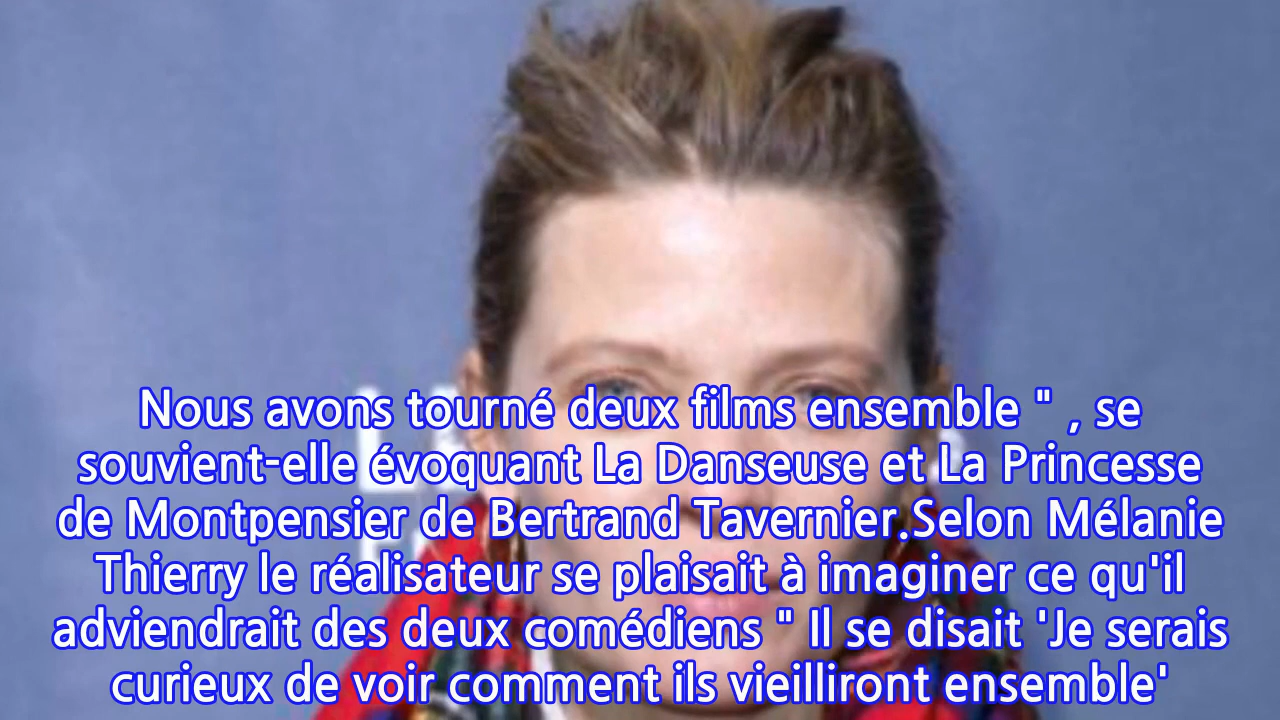 Nous avons tourné deux films ensemble " , se
souvient-elle évoquant La Danseuse et La Princesse
de Montpensier de Bertrand Tavernier.Selon Mélanie
Thierry le réalisateur se plaisait à imaginer ce qu'il
adviendrait des deux comédiens " Il se disait 'Je serais
curieux de voir comment ils vieilliront ensemble'